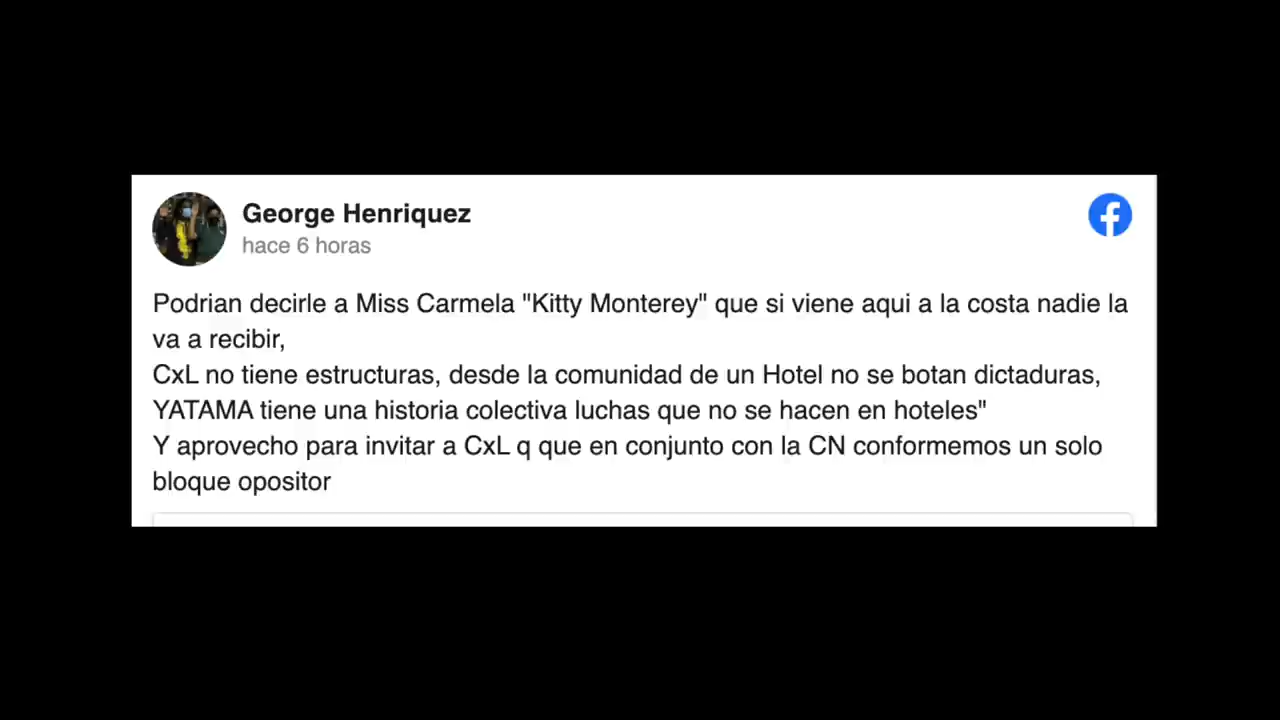 George Henriquez
hace 6 horas
Podrian decirle a Miss Carmela "Kitty Monterey" que si viene aqui a la costa nadie la
va a recibir,
CxL no tiene estructuras, desde la comunidad de un Hotel no se botan dictaduras,
YATAMA tiene una historia colectiva luchas que no se hacen en hoteles"
Y aprovecho para invitar a CxL q que en conjunto con la CN conformemos un solo
bloque opositor